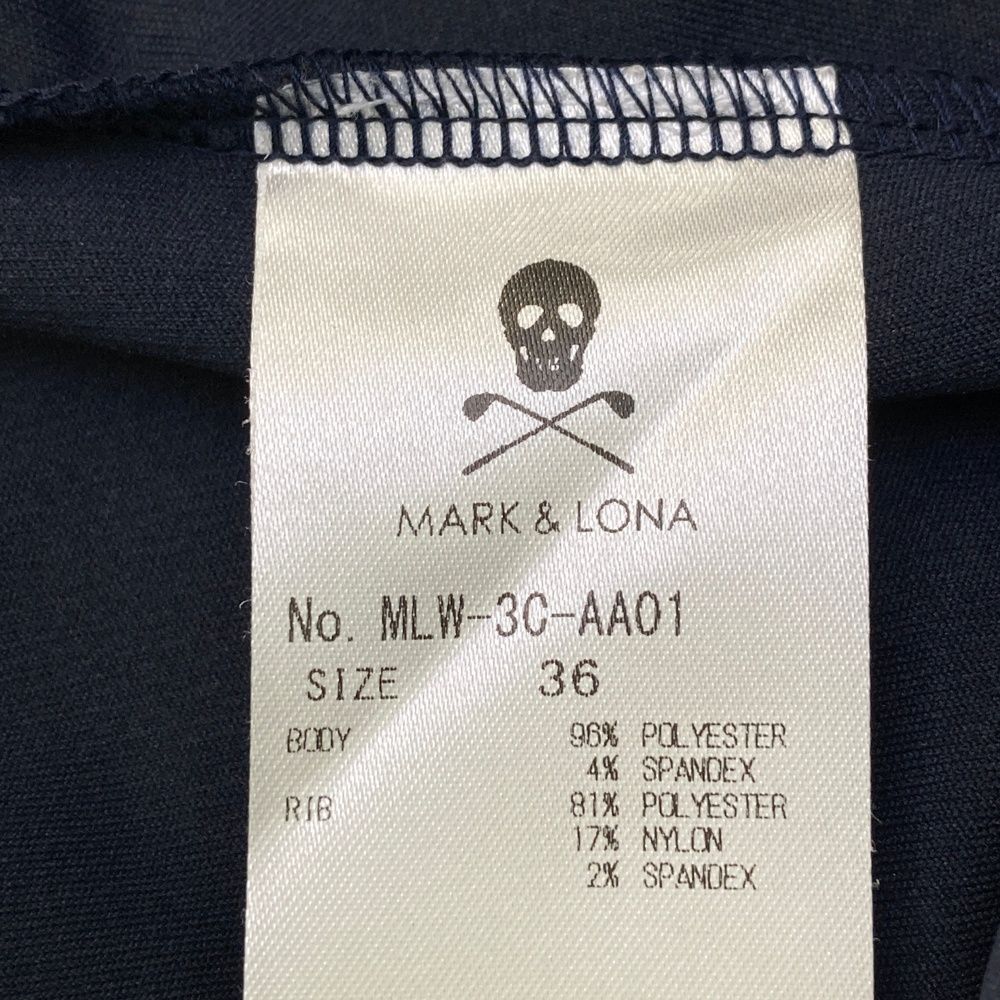 MARK & LONA
No. MLW-3C-AA01
SIZE 36
BODY 96% POLYESTER
4% SPANDEX
RIB 81% POLYESTER
17% NYLON
2% SPANDEX